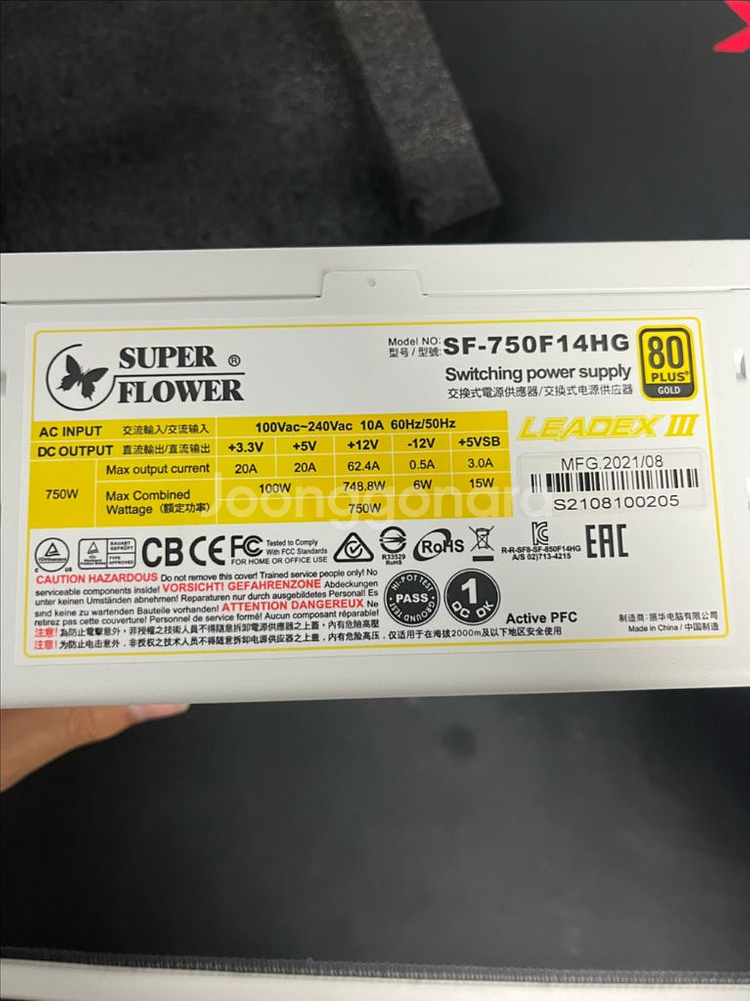 SUPER ®
FLOWER
Model NO:
型号 / 型號: SF-750F14HG
Switching power supply
交換式電源供應器/交换式电源供应器
80
PLUS®
GOLD
LEADEX III
AC INPUT 交流輸入/交流输入 100Vac~240Vac 10A 60Hz/50Hz
DC OUTPUT 直流輸出/直流输出 +3.3V +5V +12V -12V +5VSB
750W Max output current 20A 20A 62.4A 0.5A 3.0A
Max Combined Wattage (額定功率) 100W 748.8W 6W 15W
750W
MFG.2021/08
S2108100205
Joonggonara
BAUART GEPRÜFT
TYPE APPROVED
CB CE FC Tested to Comply
With FCC Standards
FOR HOME OR OFFICE USE
R33529
RoHS
RoHS
R-R-SF8-SF-850F14HG
A/S 02)713-4215
EAC
CAUTION HAZARDOUS Do not remove this cover! Trained service people only! No
serviceable components inside! VORSICHT! GEFAHRENZONE Abdeckungen
unter keinen Umständen abnehmen! Reparaturen nur durch ausgebildetes Personal! Es
sind keine zu wartenden Bauteile vorhanden! ATTENTION DANGEREUX Ne
retirez pas cette couverture! Personnel de service formé! Aucun composant réparable!
注意! 為防止電擊意外，非授權之技術人員不得隨意拆卸電源供應器之上蓋，內有危險高壓
注意! 为防止电击意外，非授权之技术人员不得随意拆卸电源供应器之上盖，内有危险高压，仅适用于在海拔2000m及以下地区安全使用
HI-POT TEST
PASS
GROUND TEST
1
QC OK
Active PFC
制造商：振华电脑有限公司
Made in China / 中国制造